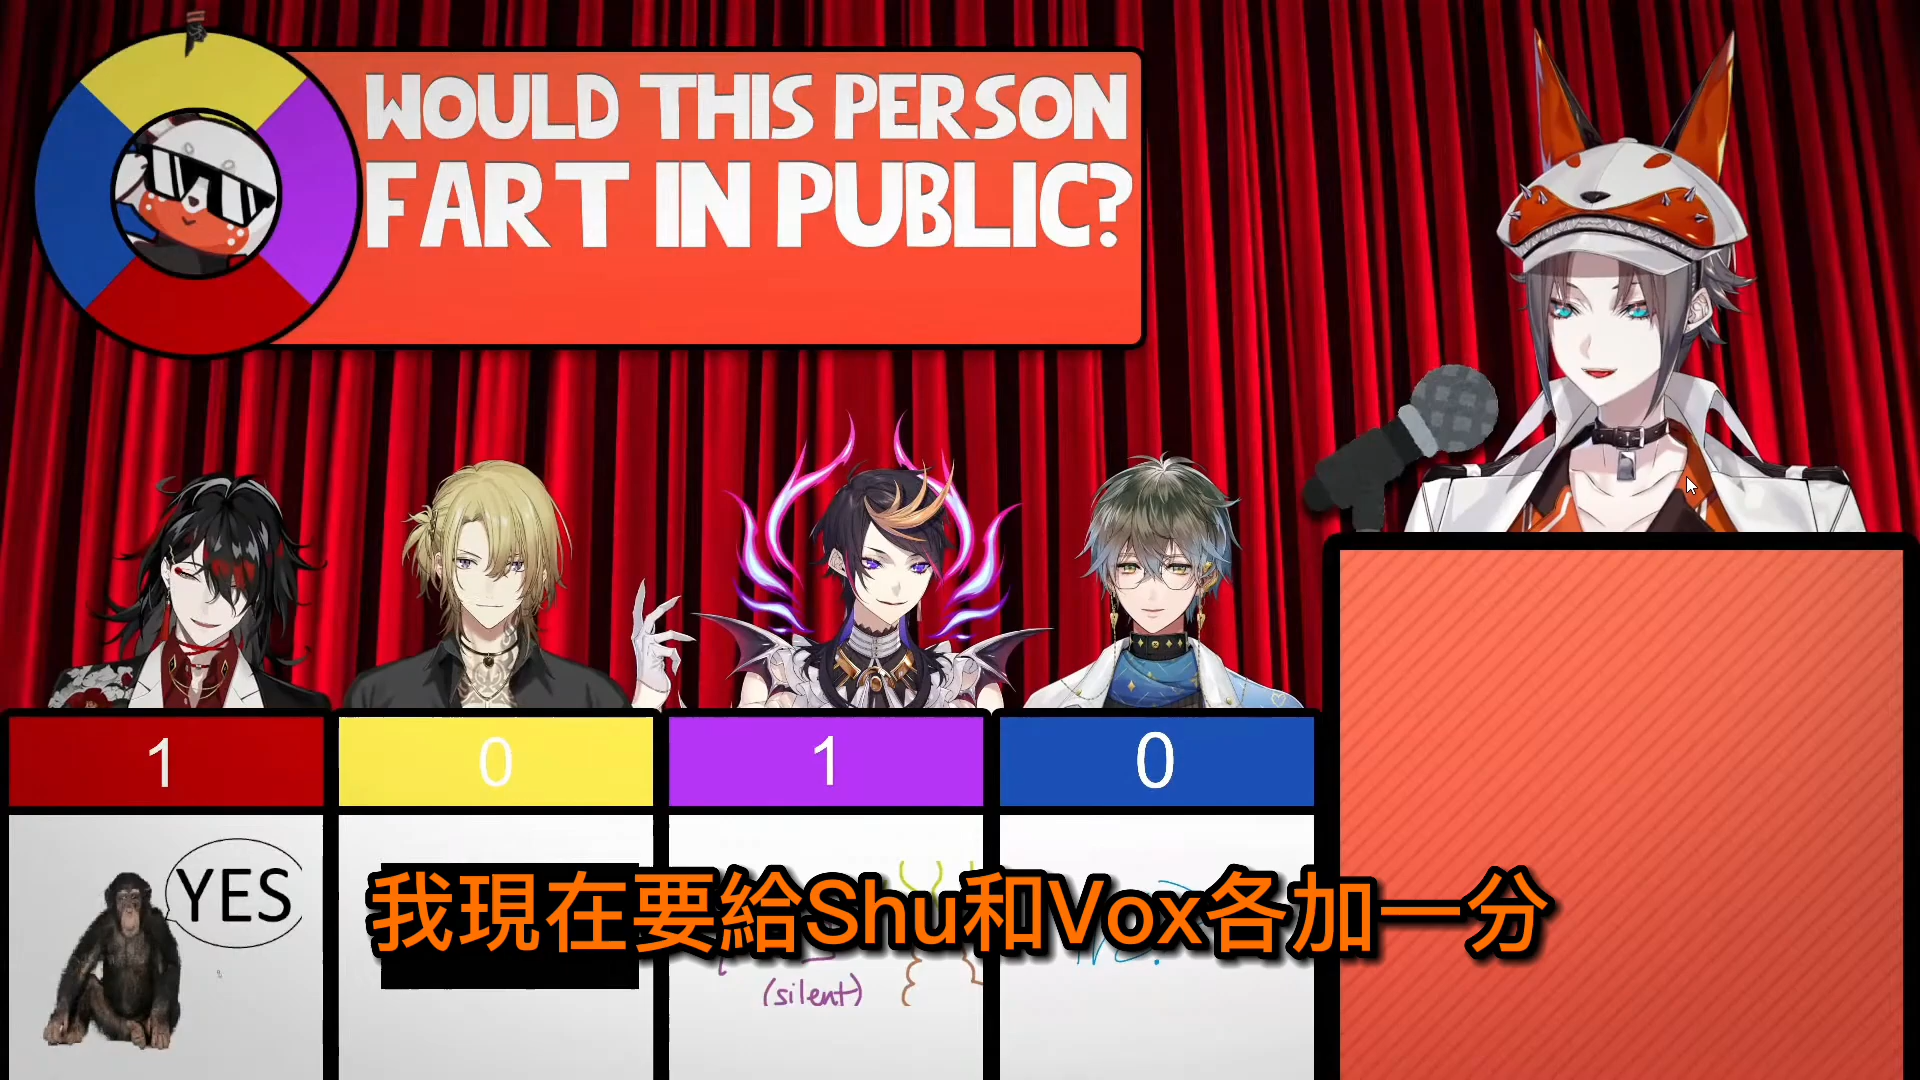 WOULD THIS PERSON
FART IN PUBLIC?
1
0
1
0
YES
我現在要給Shu和Vox各加一分
(silent)